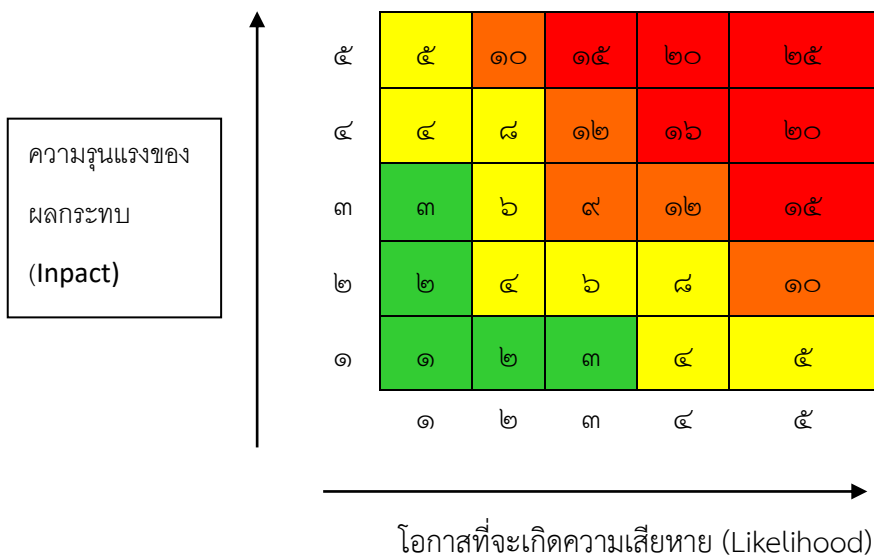 ๕ ๕ ๑๐ ๑๕ ๒๐ ๒๕
๔ ๔ ๘ ๑๒ ๑๖ ๒๐
ความรุนแรงของ
ผลกระทบ
(Inpact)
๓ ๓ ๖ ๙ ๑๒ ๑๕
๒ ๒ ๔ ๖ ๘ ๑๐
๑ ๑ ๒ ๓ ๔ ๕
๑ ๒ ๓ ๔ ๕
โอกาสที่จะเกิดความเสียหาย (Likelihood)